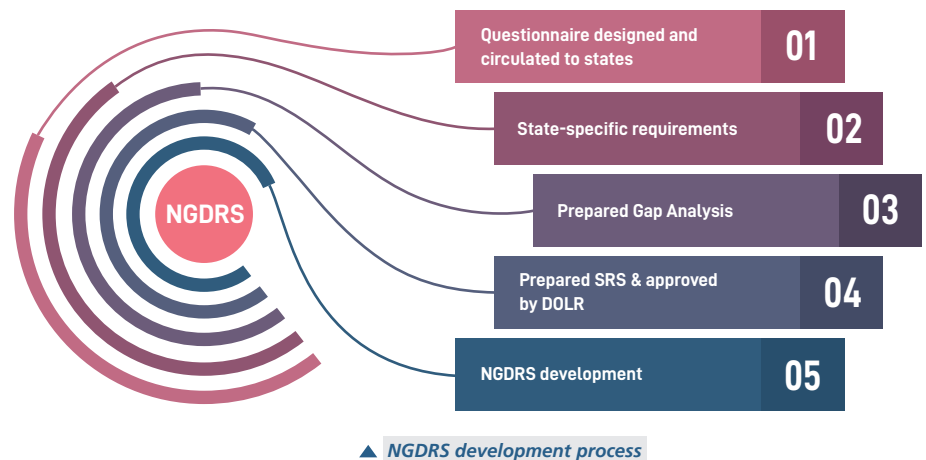 NGDRS
Questionnaire designed and
circulated to states
01
State-specific requirements
02
Prepared Gap Analysis
03
Prepared SRS & approved
by DOLR
04
NGDRS development
05
NGDRS development process